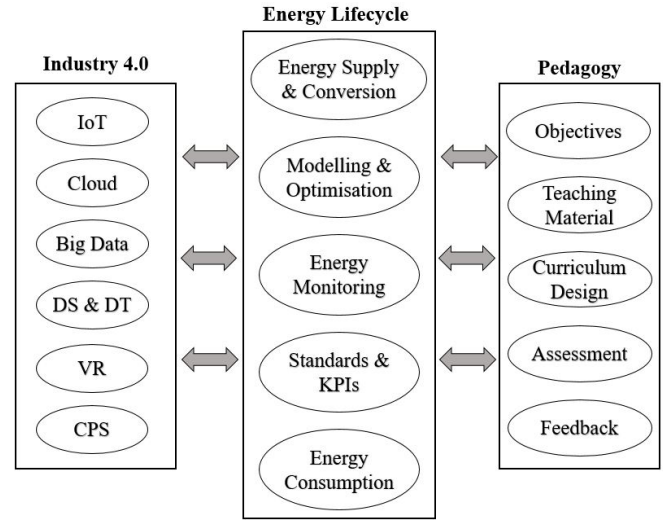 Energy Lifecycle
Industry 4.0
Pedagogy
IoT
Cloud
Big Data
DS & DT
VR
CPS
Energy Supply
& Conversion
Modelling &
Optimisation
Energy
Monitoring
Standards &
KPIs
Energy
Consumption
Objectives
Teaching
Material
Curriculum
Design
Assessment
Feedback